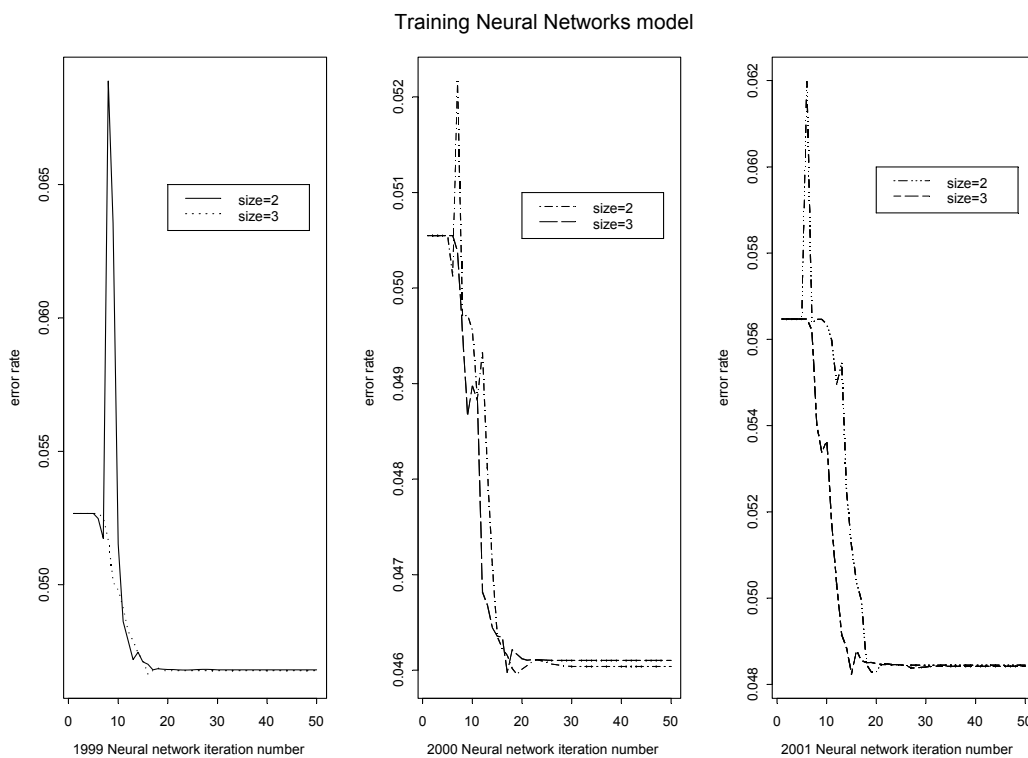 Training Neural Networks model
error rate
0.050
0.055
0.060
0.065
size=2
size=3
0 10 20 30 40 50
1999 Neural network iteration number
error rate
0.046
0.047
0.048
0.049
0.050
0.051
0.052
size=2
size=3
0 10 20 30 40 50
2000 Neural network iteration number
error rate
0.048
0.050
0.052
0.054
0.056
0.058
0.060
0.062
size=2
size=3
0 10 20 30 40 50
2001 Neural network iteration number